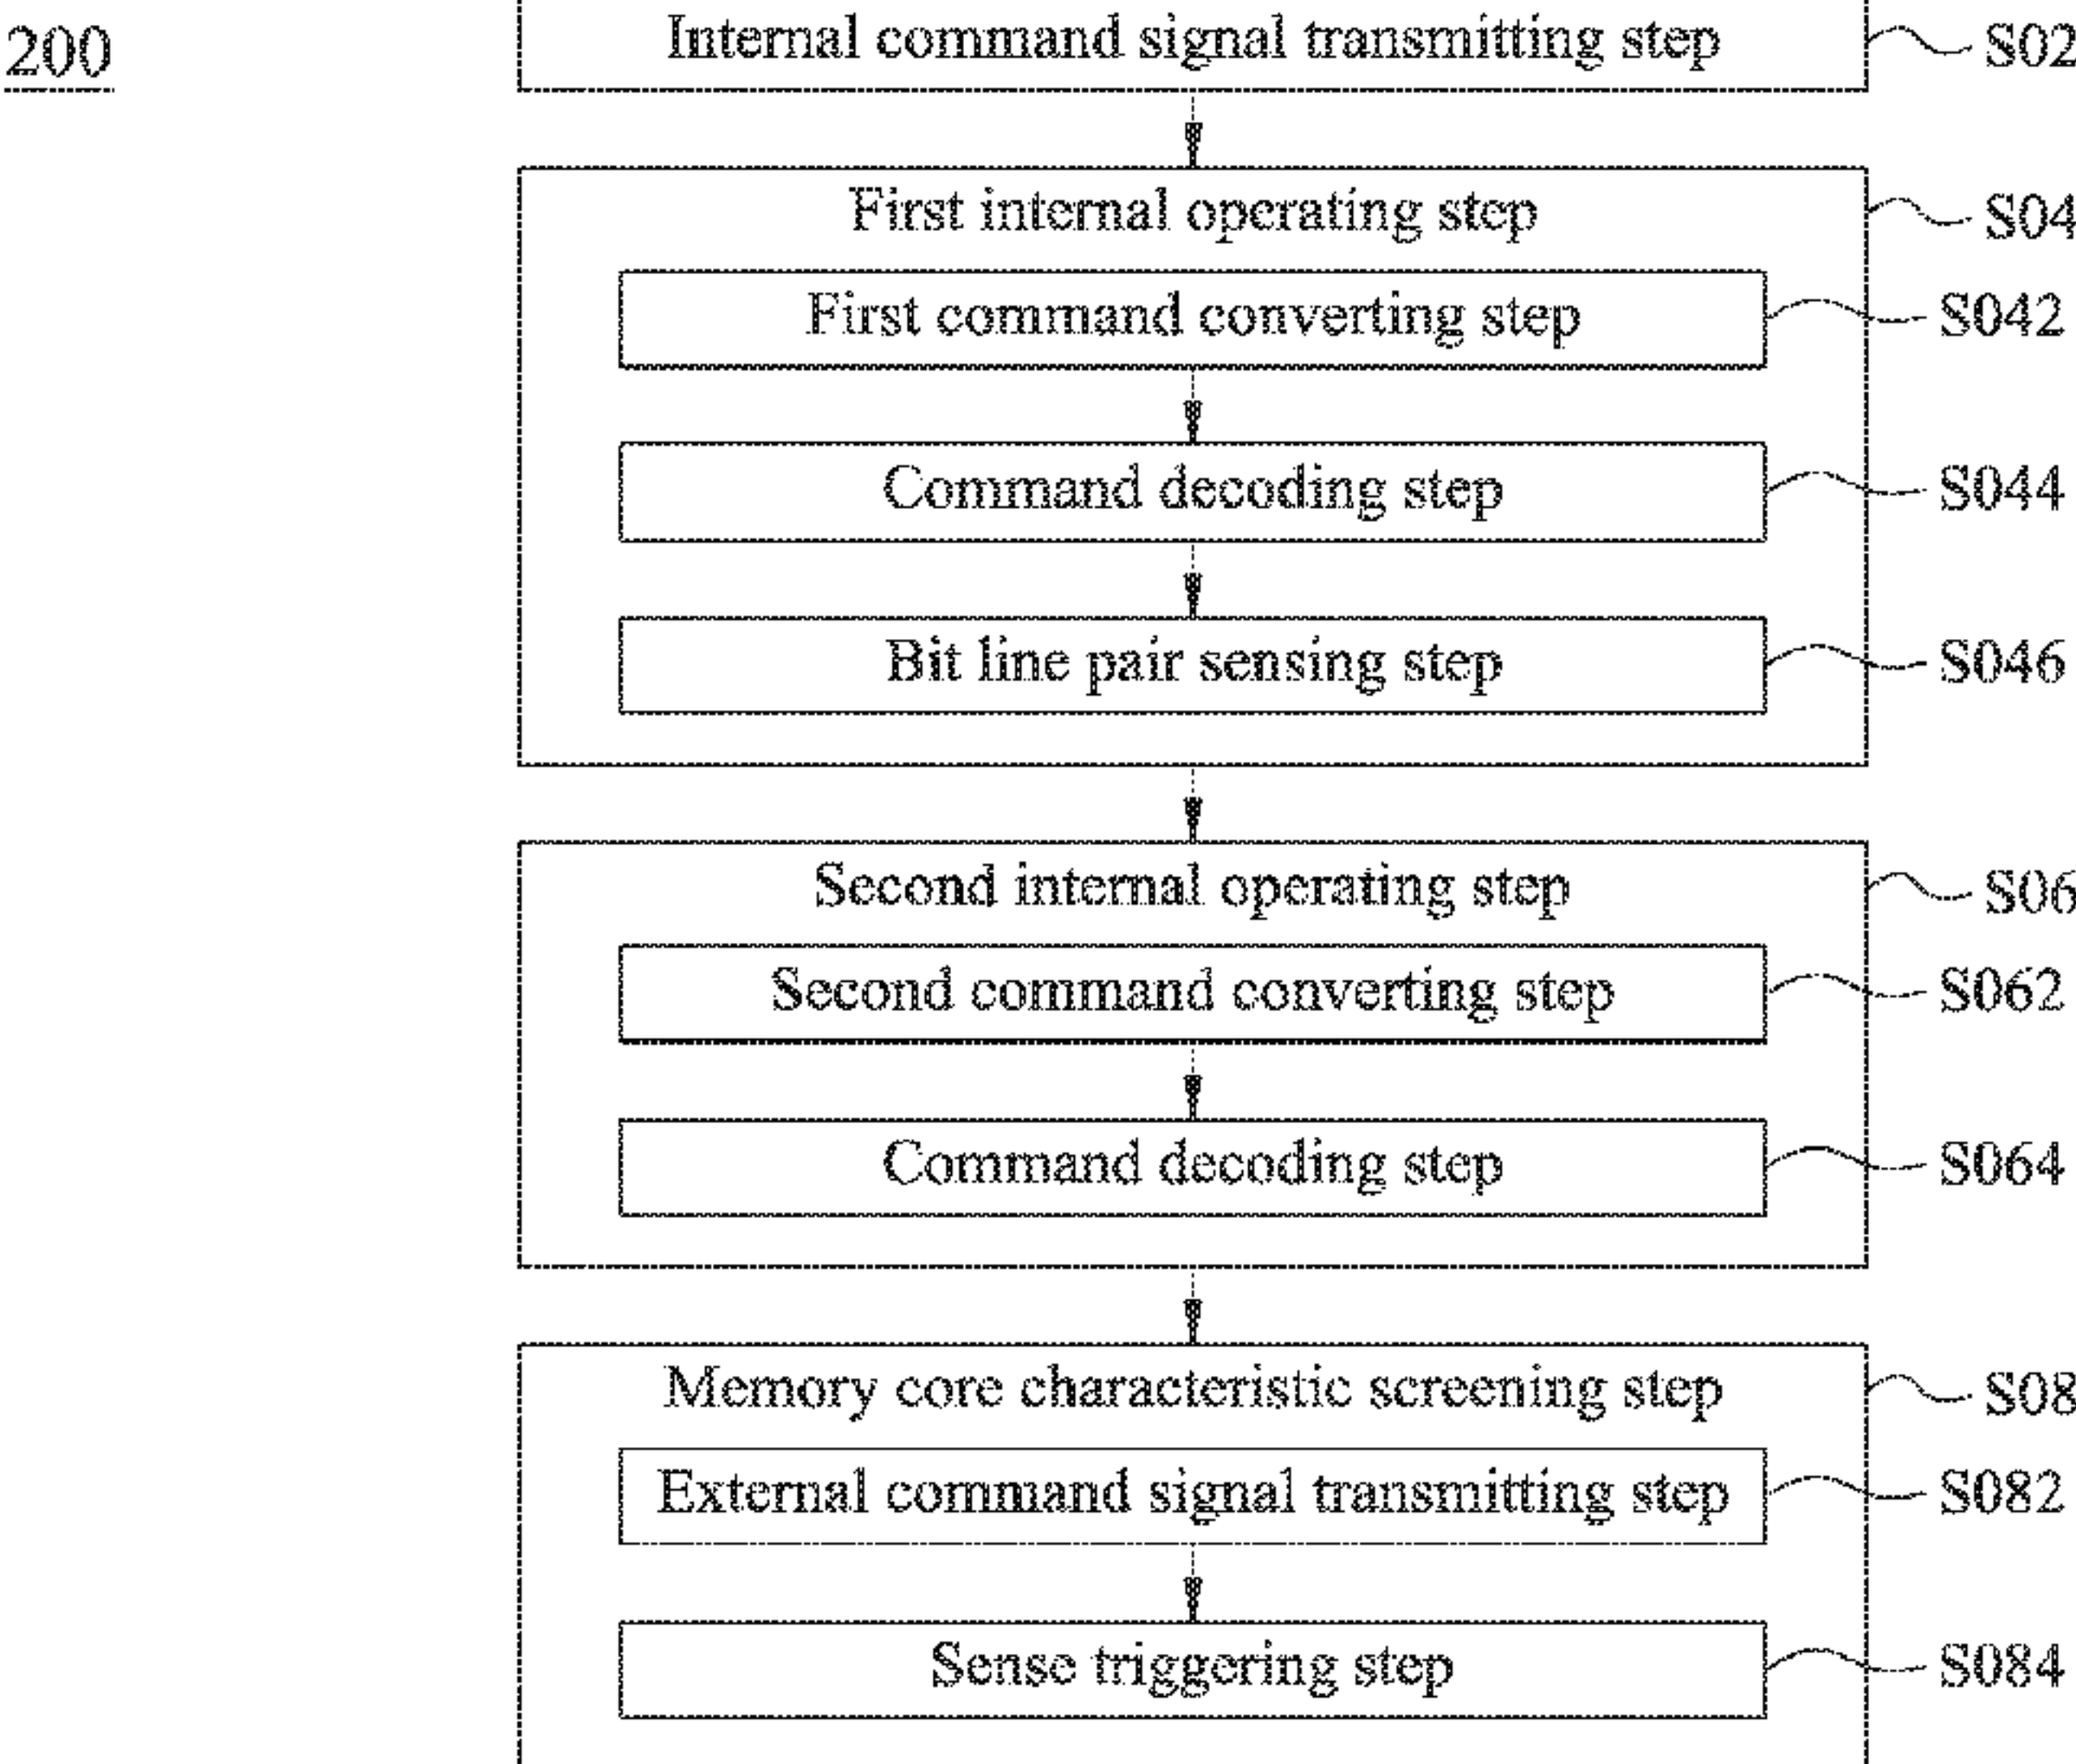 200
Internal command signal transmitting step S02
First internal operating step S04
First command converting step S042
Command decoding step S044
Bit line pair sensing step S046
Second internal operating step S06
Second command converting step S062
Command decoding step S064
Memory core characteristic screening step S08
External command signal transmitting step S082
Sense triggering step S084